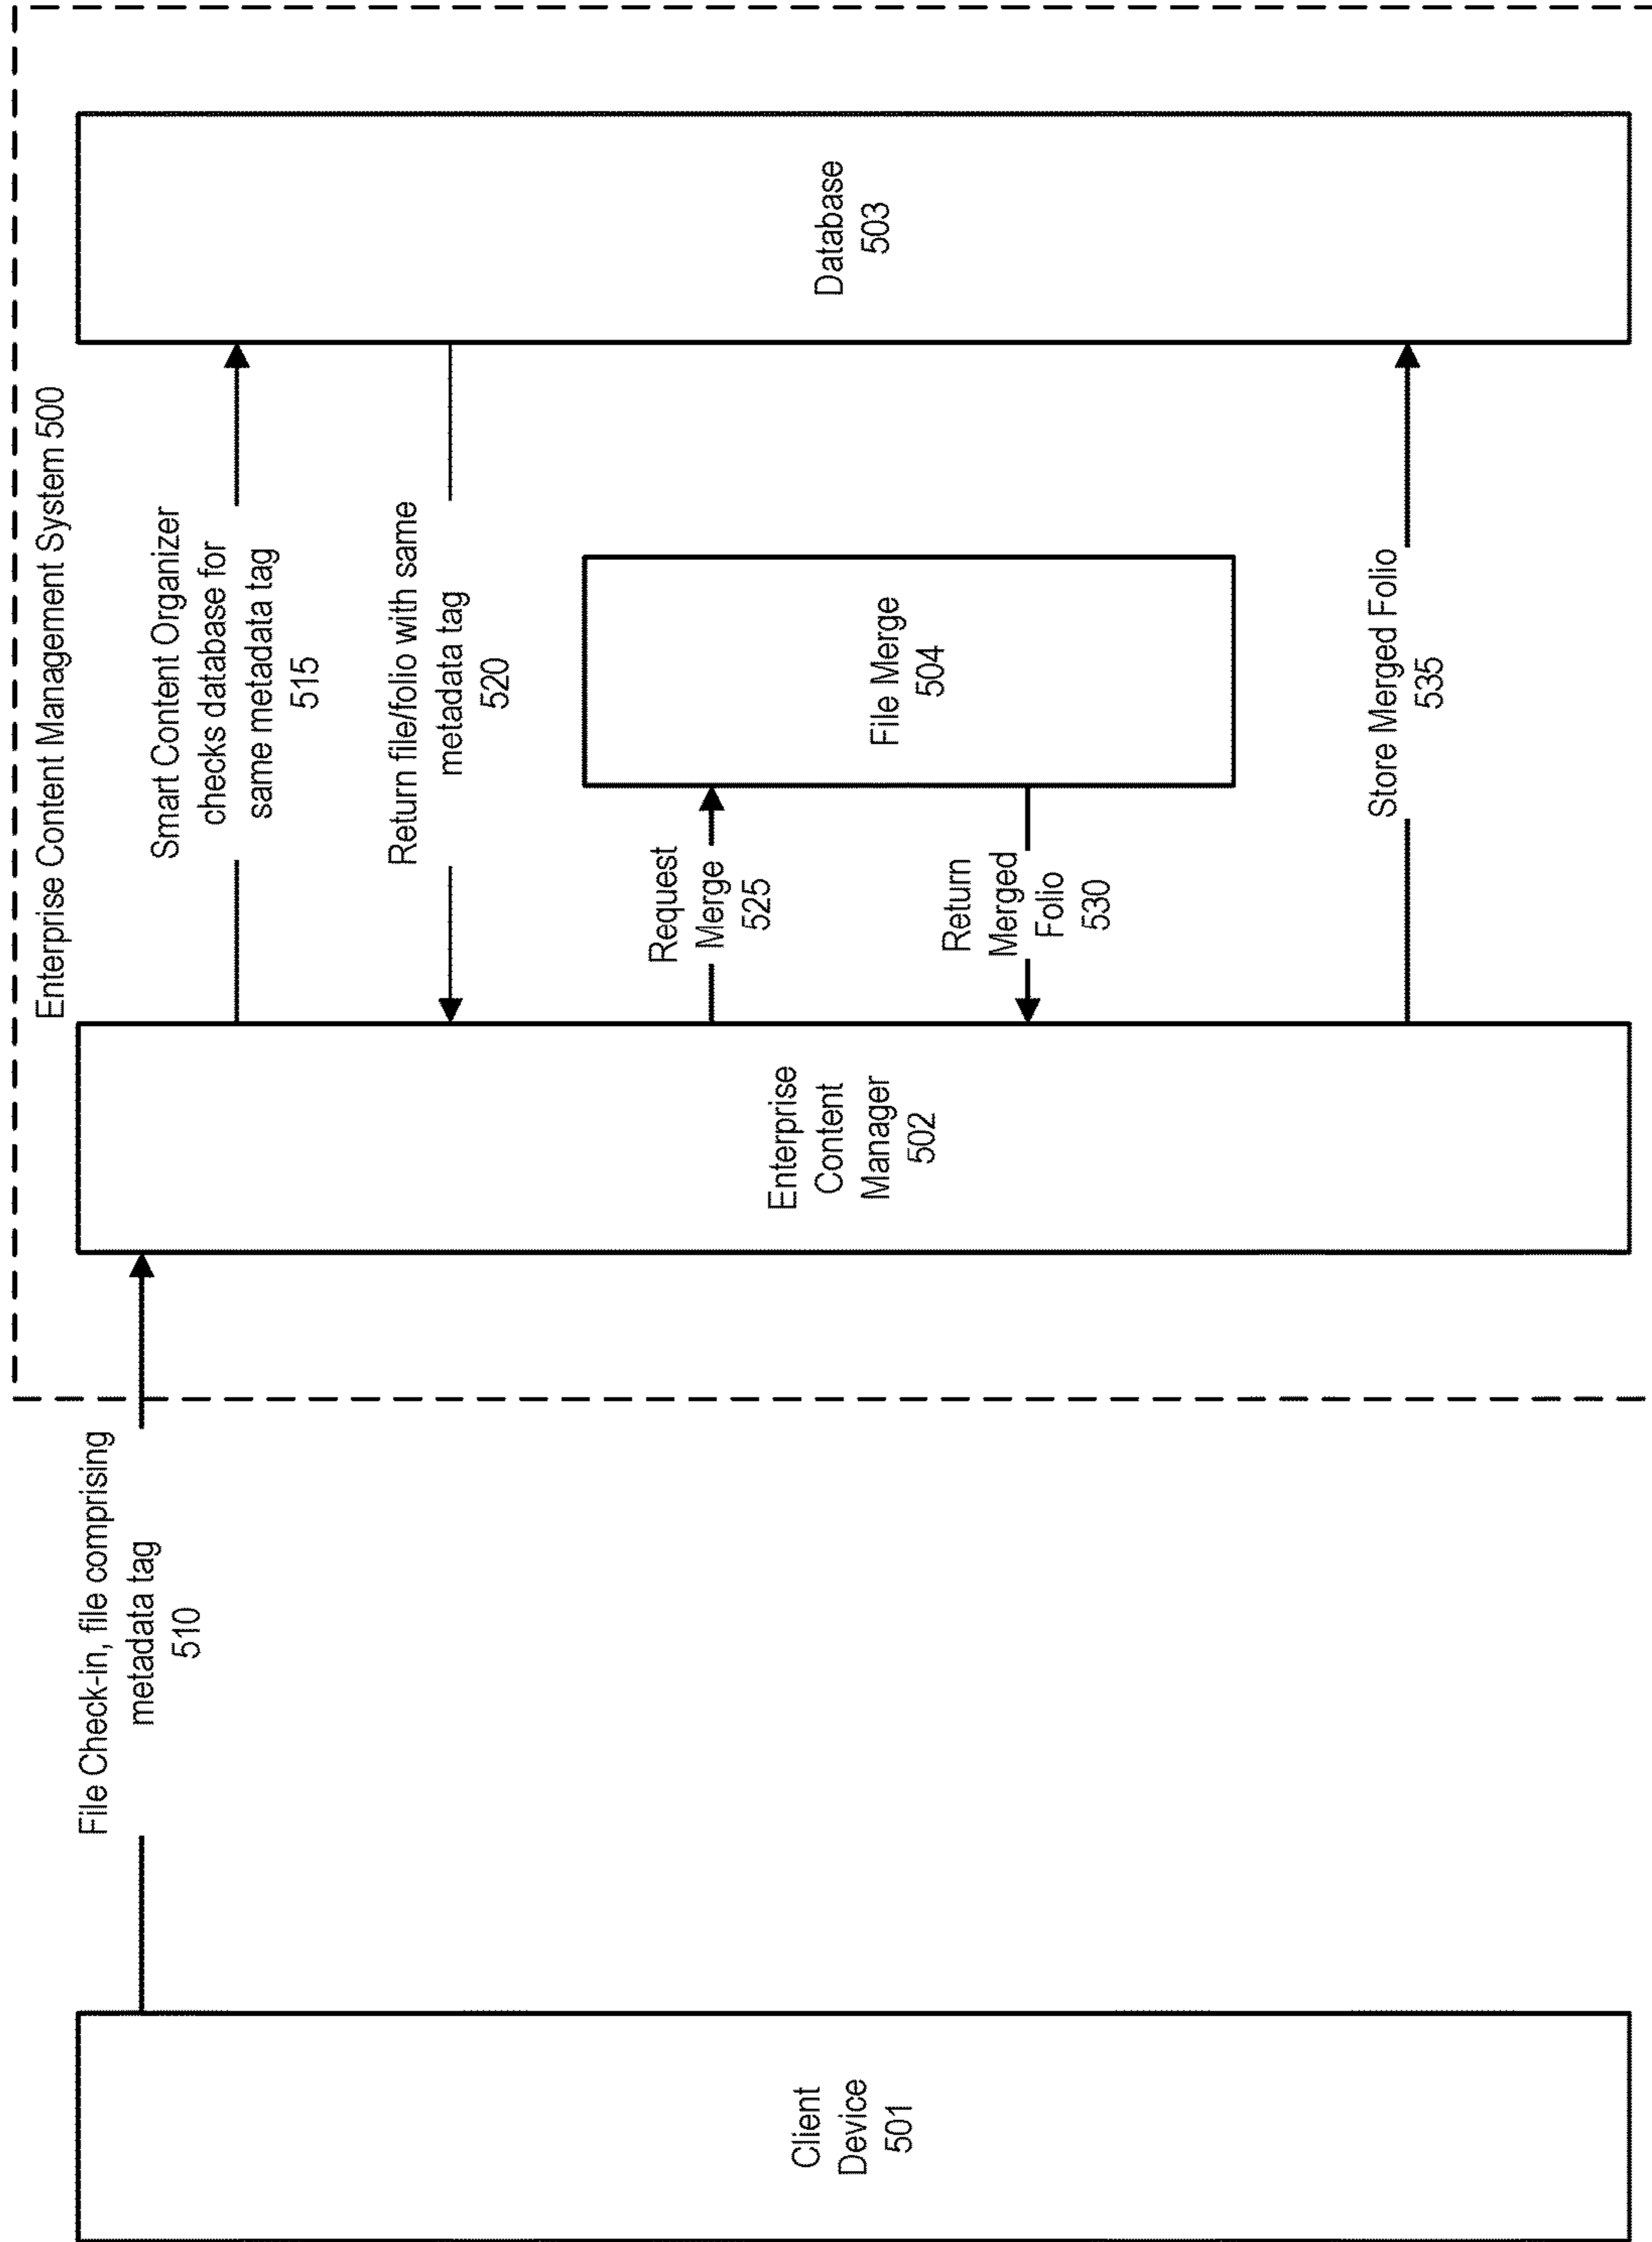 Enterprise Content Management System 500
File Check-in, file comprising
metadata tag
510
Smart Content Organizer
checks database for
same metadata tag
515
Return file/folio with same
metadata tag
520
Request
Merge
525
File Merge
504
Return
Merged
Folio
530
Store Merged Folio
535
Client
Device
501
Enterprise
Content
Manager
502
Database
503